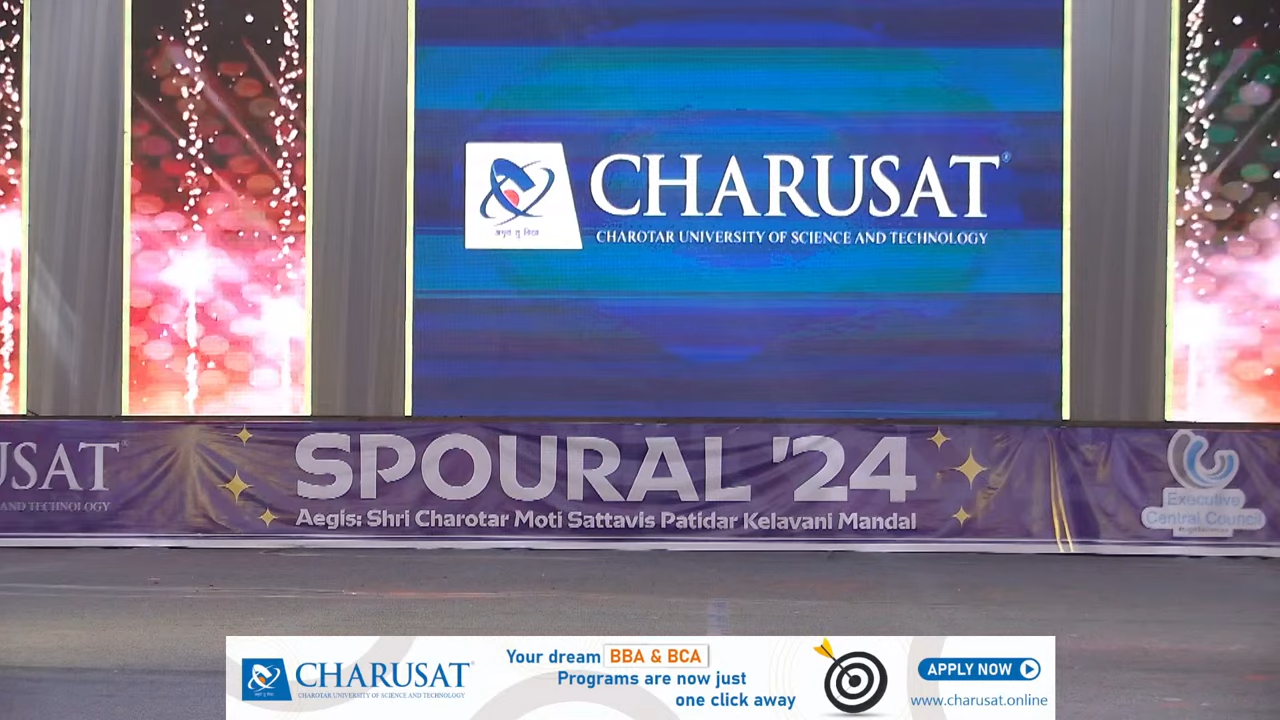 CHARUSAT®
अमृतं तु विद्या
CHAROTAR UNIVERSITY OF SCIENCE AND TECHNOLOGY
USAT®
AND TECHNOLOGY
SPOURAL '24
Aegis: Shri Charotar Moti Sattavis Patidar Kelavani Mandal
Executive
Central Council
CHARUSAT®
CHAROTAR UNIVERSITY OF SCIENCE AND TECHNOLOGY
Your dream BBA & BCA
Programs are now just
one click away
APPLY NOW
www.charusat.online